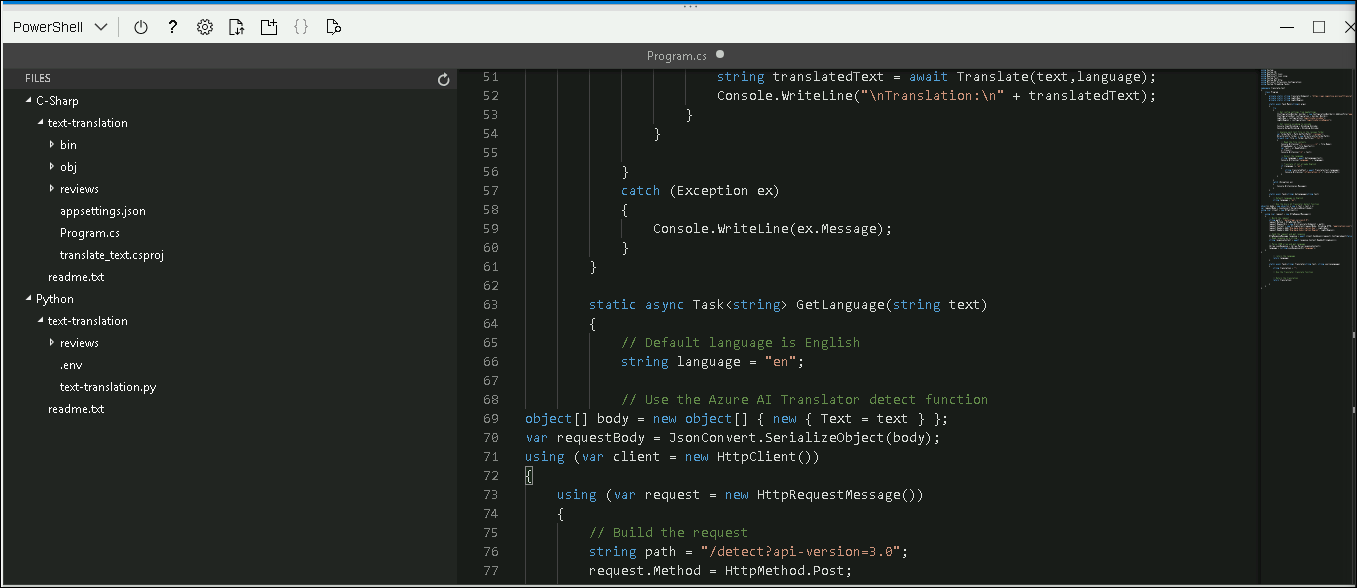 PowerShell
?
{}
Program.cs
FILES
C-Sharp
text-translation
bin
obj
reviews
appsettings.json
Program.cs
translate_text.csproj
readme.txt
Python
text-translation
reviews
.env
text-translation.py
readme.txt
51 string translatedText = await Translate(text,language);
52 Console.WriteLine("\nTranslation:\n" + translatedText);
53 }
54 }
55
56 }
57 catch (Exception ex)
58 {
59 Console.WriteLine(ex.Message);
60 }
61 }
62
63 static async Task<string> GetLanguage(string text)
64 {
65 // Default language is English
66 string language = "en";
67
68 // Use the Azure AI Translator detect function
69 object[] body = new object[] { new { Text = text } };
70 var requestBody = JsonConvert.SerializeObject(body);
71 using (var client = new HttpClient())
72 {
73 using (var request = new HttpRequestMessage())
74 {
75 // Build the request
76 string path = "/detect?api-version=3.0";
77 request.Method = HttpMethod.Post;